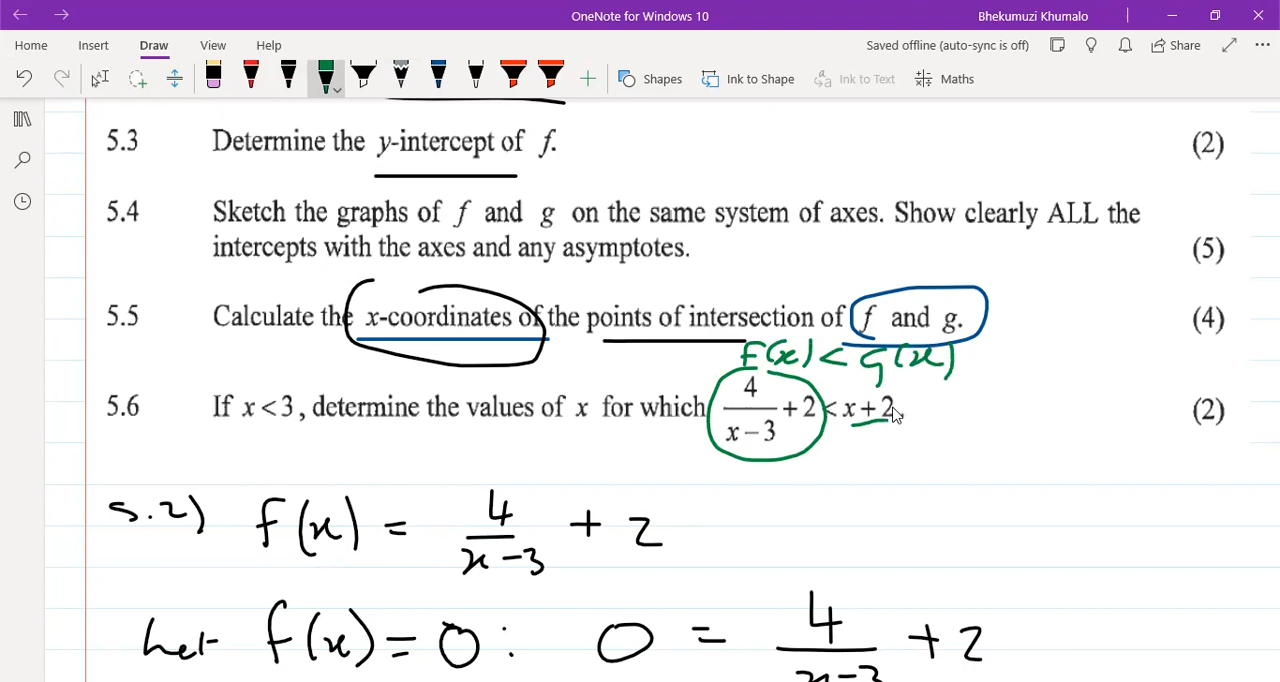 OneNote for Windows 10
Bhekumuzi Khumalo
Home Insert Draw View Help
Saved offline (auto-sync is off)
Share
Shapes
Ink to Shape
Ink to Text
Maths
5.3 Determine the y-intercept of f. (2)
5.4 Sketch the graphs of f and g on the same system of axes. Show clearly ALL the
intercepts with the axes and any asymptotes. (5)
5.5 Calculate the x-coordinates of the points of intersection of f and g. (4)
F(x) < g(x)
5.6 If x < 3, determine the values of x for which 4/(x − 3) + 2 < x + 2 (2)
5.2) f(x) = 4/(x − 3) + 2
let f(x) = 0 : 0 = 4/(x − 3) + 2